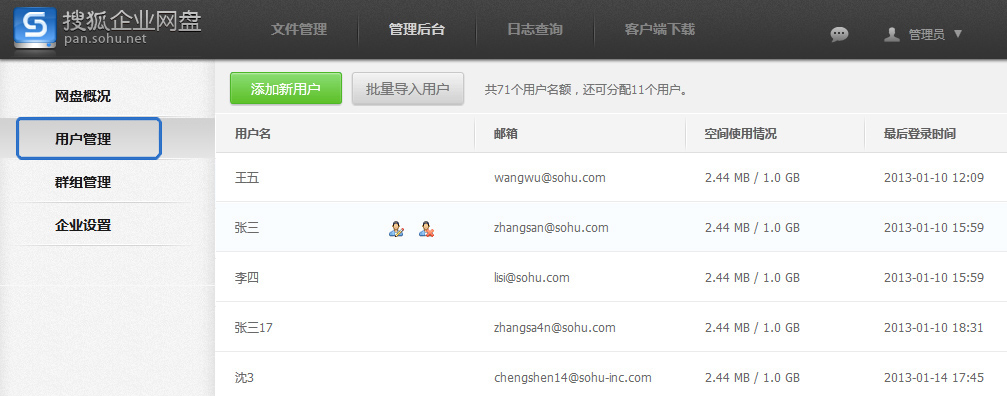 搜狐企业网盘
pan.sohu.net
文件管理 管理后台 日志查询 客户端下载 管理员
网盘概况
用户管理
群组管理
企业设置
添加新用户 批量导入用户 共71个用户名额，还可分配11个用户。
用户名 邮箱 空间使用情况 最后登录时间
王五 wangwu@sohu.com 2.44 MB / 1.0 GB 2013-01-10 12:09
张三 zhangsan@sohu.com 2.44 MB / 1.0 GB 2013-01-10 15:59
李四 lisi@sohu.com 2.44 MB / 1.0 GB 2013-01-10 15:59
张三17 zhangsa4n@sohu.com 2.44 MB / 1.0 GB 2013-01-10 18:31
沈3 chengshen14@sohu-inc.com 2.44 MB / 1.0 GB 2013-01-14 17:45